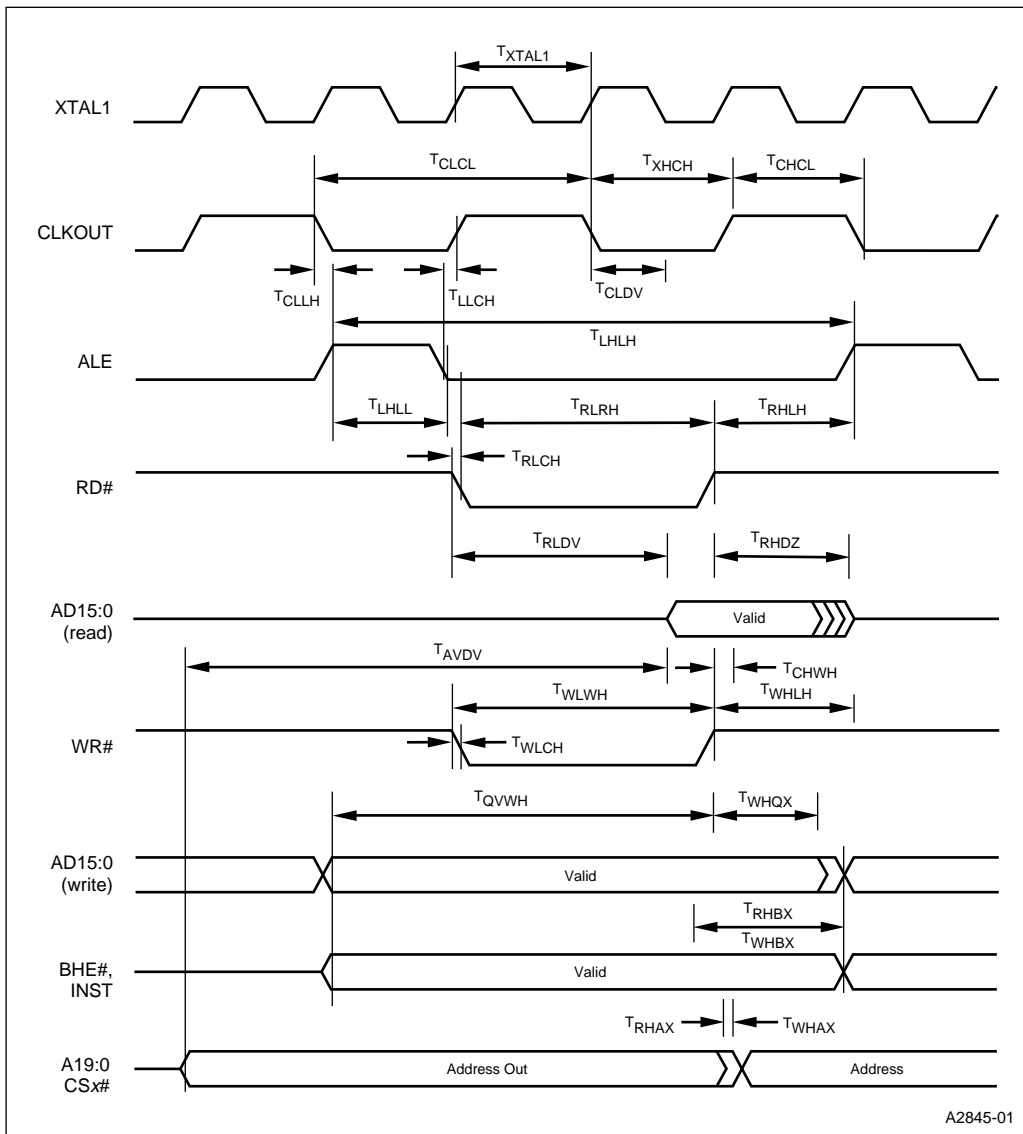 TXTAL1
XTAL1
TCLCL
TXHCH
TCHCL
CLKOUT
TCLLH
TLLCH
TCLDV
TLHLH
ALE
TLHLL
TRLRH
TRHLH
TRLCH
RD#
TRLDV
TRHDZ
AD15:0
(read)
Valid
TAVDV
TCHWH
TWLWH
TWHLH
WR#
TWLCH
TQVWH
TWHQX
AD15:0
(write)
Valid
TRHBX
TWHBX
BHE#,
INST
Valid
TRHAX
TWHAX
A19:0
CSx#
Address Out
Address
A2845-01